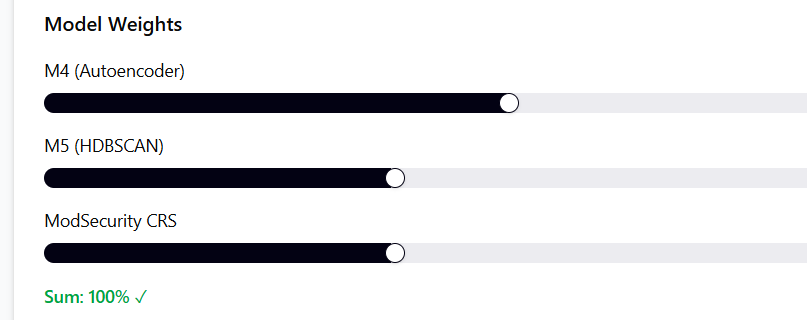 Model Weights
M4 (Autoencoder)
M5 (HDBSCAN)
ModSecurity CRS
Sum: 100% ✓